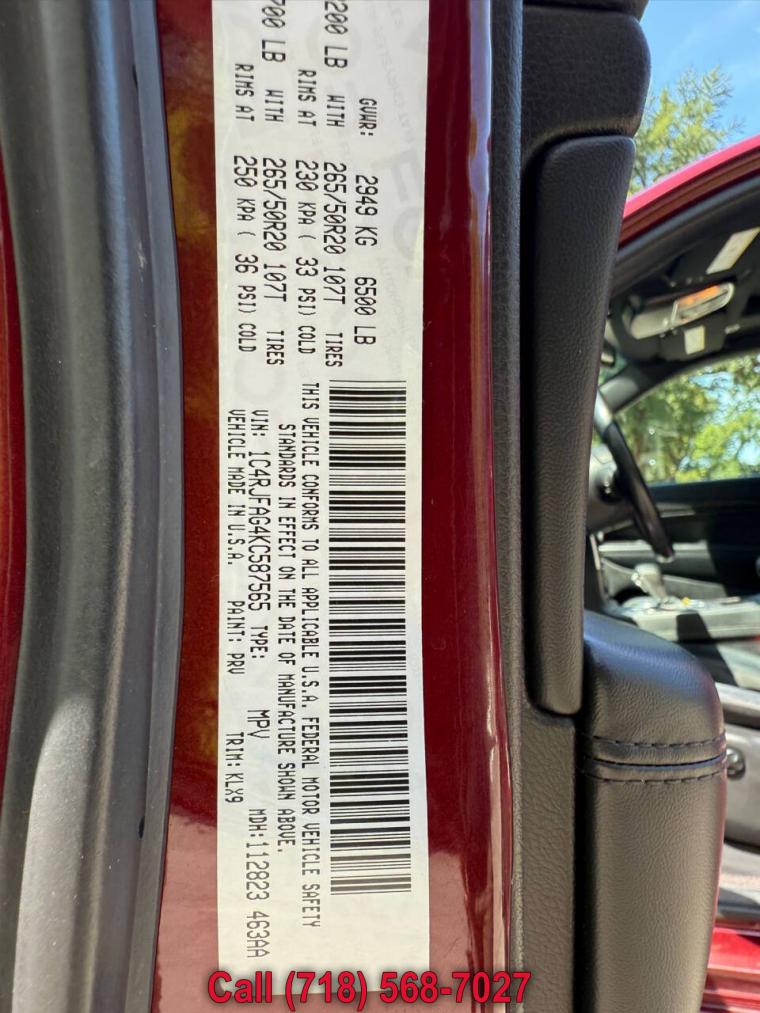 GVWR: 2949 KG 6500 LB
200 LB WITH 265/50R20 107T TIRES
RIMS AT 230 KPA ( 33 PSI) COLD
700 LB WITH 265/50R20 107T TIRES
RIMS AT 250 KPA ( 36 PSI) COLD
THIS VEHICLE CONFORMS TO ALL APPLICABLE U.S.A. FEDERAL MOTOR VEHICLE SAFETY
STANDARDS IN EFFECT ON THE DATE OF MANUFACTURE SHOWN ABOVE.
VIN: 1C4RJFAG4KC587565 TYPE: MPV MDH: 112823 463AA
VEHICLE MADE IN U.S.A. PAINT: PRV TRIM: KLX9
Call (718) 568-7027